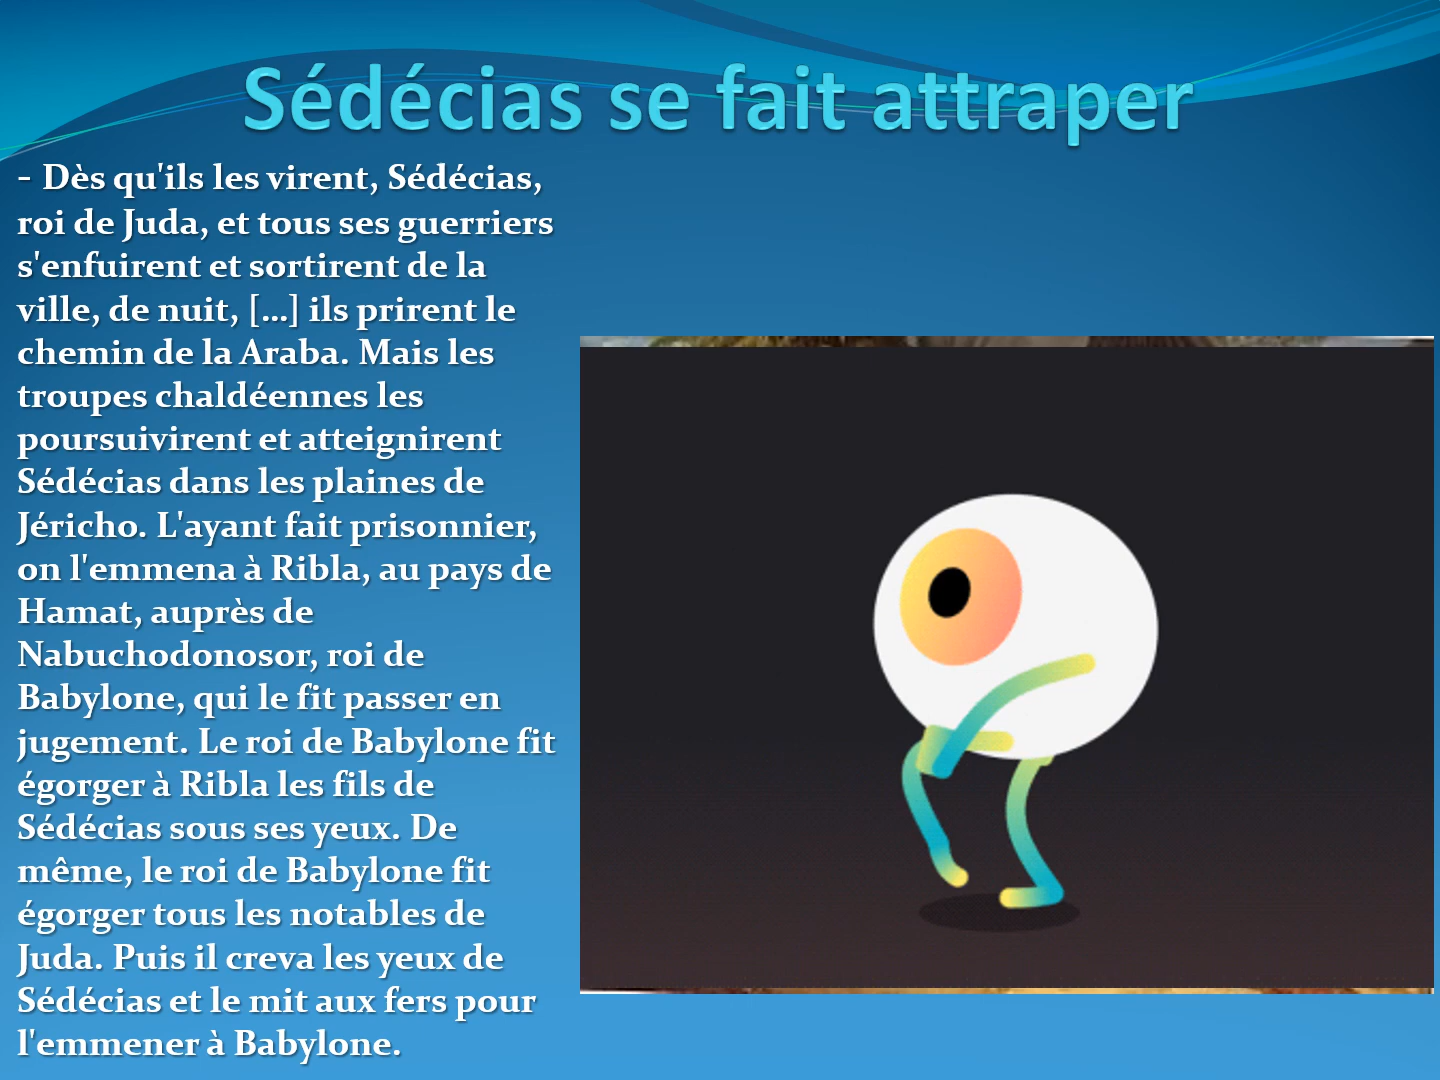 Sédécias se fait attraper
- Dès qu'ils les virent, Sédécias,
roi de Juda, et tous ses guerriers
s'enfuirent et sortirent de la
ville, de nuit, [...] ils prirent le
chemin de la Araba. Mais les
troupes chaldéennes les
poursuivirent et atteignirent
Sédécias dans les plaines de
Jéricho. L'ayant fait prisonnier,
on l'emmena à Ribla, au pays de
Hamat, auprès de
Nabuchodonosor, roi de
Babylone, qui le fit passer en
jugement. Le roi de Babylone fit
égorger à Ribla les fils de
Sédécias sous ses yeux. De
même, le roi de Babylone fit
égorger tous les notables de
Juda. Puis il creva les yeux de
Sédécias et le mit aux fers pour
l'emmener à Babylone.